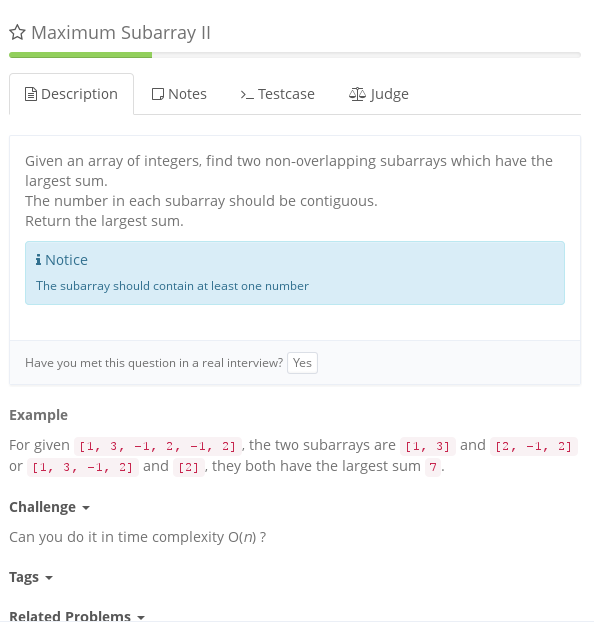 Maximum Subarray II
Description
Notes
Testcase
Judge
Given an array of integers, find two non-overlapping subarrays which have the
largest sum.
The number in each subarray should be contiguous.
Return the largest sum.
Notice
The subarray should contain at least one number
Have you met this question in a real interview? Yes
Example
For given [1, 3, -1, 2, -1, 2], the two subarrays are [1, 3] and [2, -1, 2]
or [1, 3, -1, 2] and [2], they both have the largest sum 7.
Challenge
Can you do it in time complexity O(n) ?
Tags
Related Problems